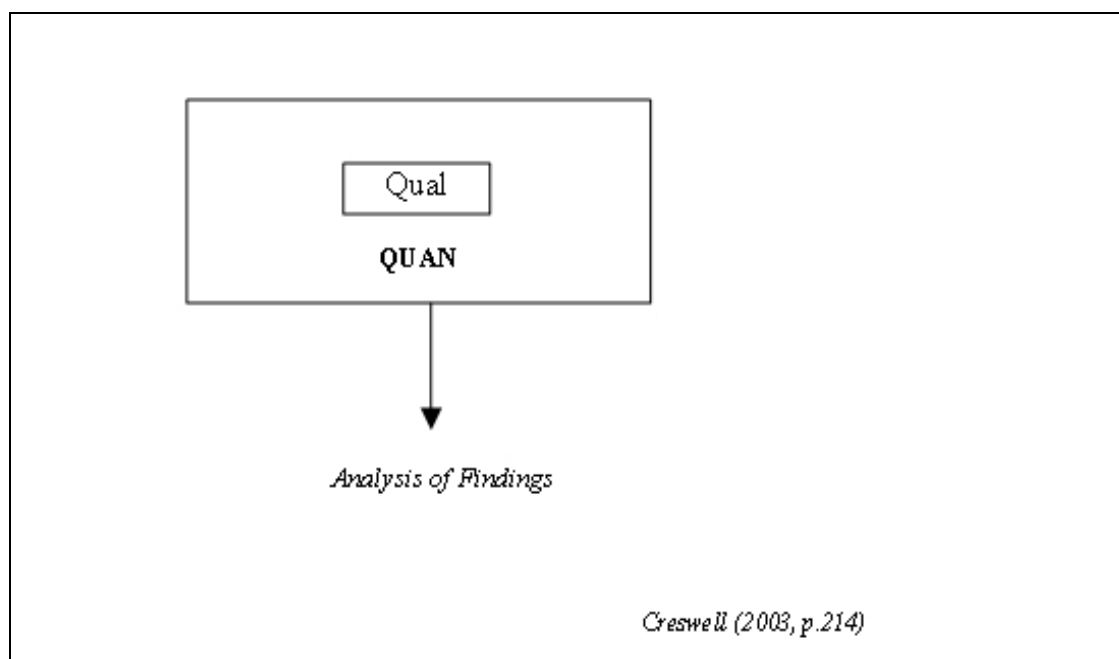 Qual
QUAN
Analysis of Findings
Creswell (2003, p.214)